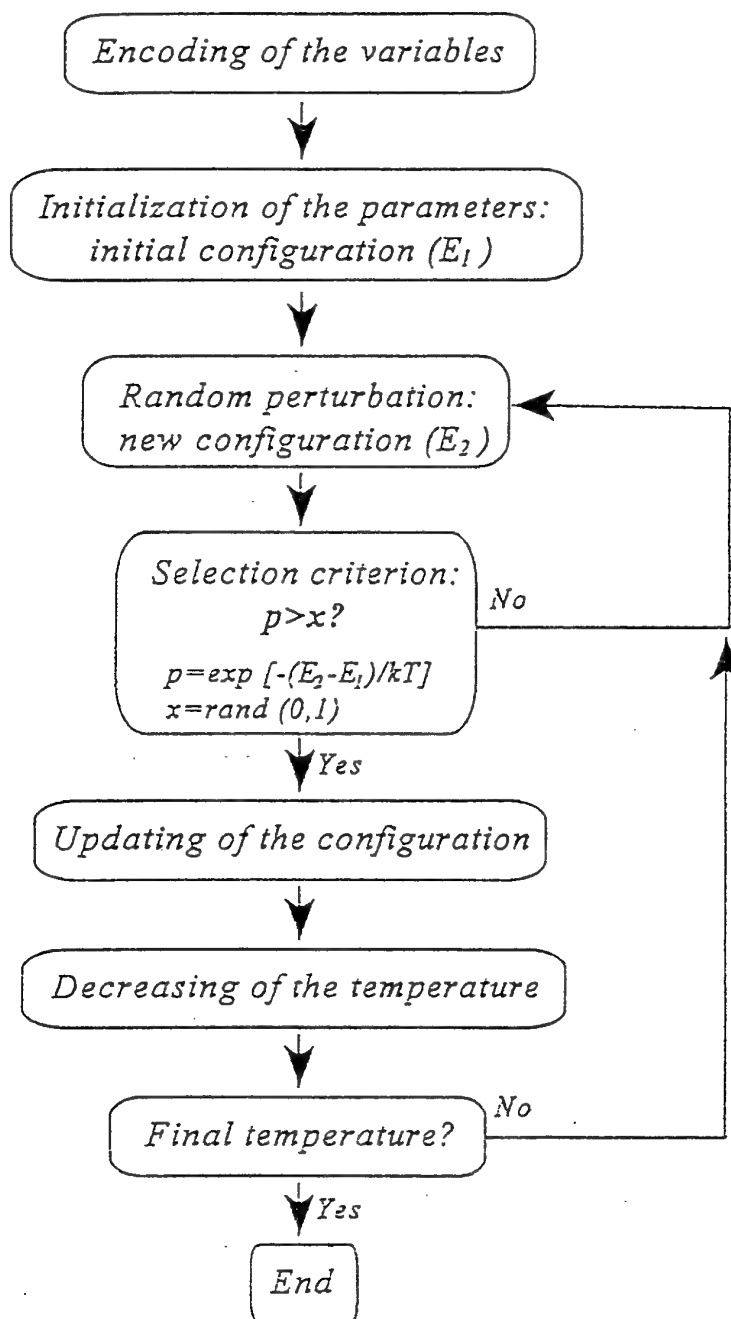 Encoding of the variables
Initialization of the parameters:
initial configuration (E₁)
Random perturbation:
new configuration (E₂)
Selection criterion:
p>x?
No
p=exp [-(E₂-E₁)/kT]
x=rand (0,1)
Yes
Updating of the configuration
Decreasing of the temperature
No
Final temperature?
Yes
End